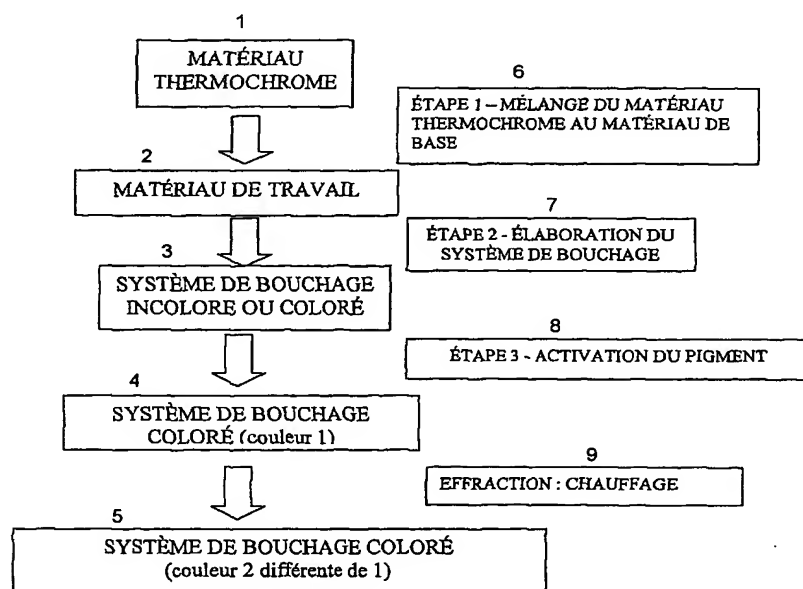 1
MATÉRIAU
THERMOCHROME
6
ÉTAPE 1 – MÉLANGE DU MATÉRIAU
THERMOCHROME AU MATÉRIAU DE
BASE
2
MATÉRIAU DE TRAVAIL
7
ÉTAPE 2 - ÉLABORATION DU
SYSTÈME DE BOUCHAGE
3
SYSTÈME DE BOUCHAGE
INCOLORE OU COLORÉ
8
ÉTAPE 3 - ACTIVATION DU PIGMENT
4
SYSTÈME DE BOUCHAGE
COLORÉ (couleur 1)
9
EFFRACTION : CHAUFFAGE
5
SYSTÈME DE BOUCHAGE COLORÉ
(couleur 2 différente de 1)